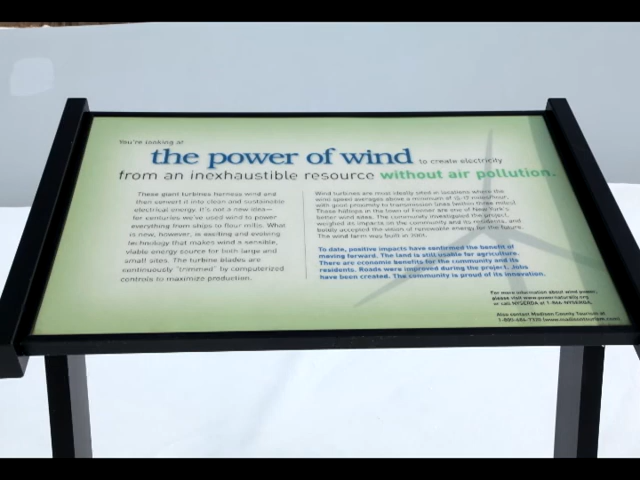 You're looking at
the power of wind to create electricity
from an inexhaustible resource without air pollution.
These giant turbines harness wind and
then convert it into clean and sustainable
electrical energy. It's not a new idea—
for centuries we've used wind to power
everything from ships to flour mills. What
is new, however, is exciting and evolving
technology that makes wind a sensible,
viable energy source for both large and
small sites. The turbine blades are
continuously "trimmed" by computerized
controls to maximize production.
Wind turbines are most ideally sited in locations where the
wind speed averages above a minimum of
with good proximity to transmission lines
These hilltops in the town of Fenner are one of New York's
better wind sites. The community investigated the project,
weighed its impacts on the community and its residents, and
accepted the vision of renewable energy for the future.
The wind farm was built in 2001.
To date, positive impacts have confirmed the benefit of
moving forward. The land is still usable for agriculture.
There are economic benefits for the community and its
residents. Roads were improved during the project. Jobs
have been created. The community is proud of its innovation.
For more information about wind power,
please visit www.powernaturally.org
or call NYSERDA at 1-866-NYSERDA.
Also contact Madison County Tourism at
1-800-684-7320 (www.madisontourism.com)